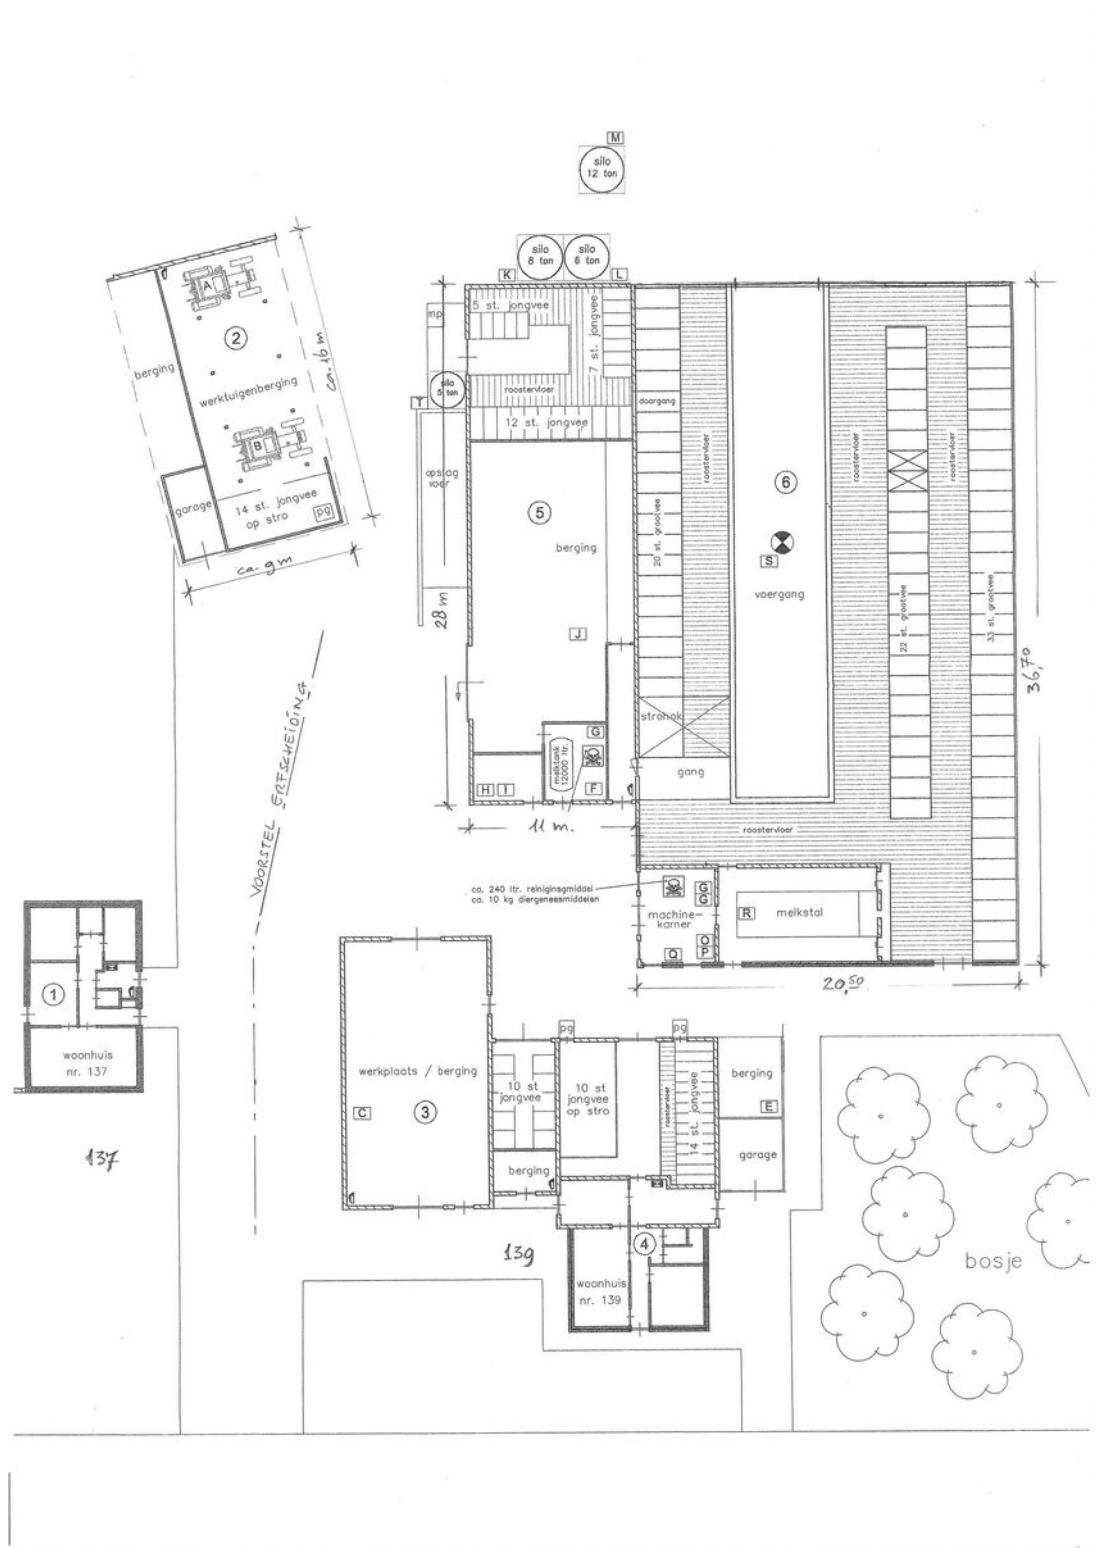 M
silo
12 ton
silo
8 ton
silo
6 ton
K
L
5 st. jongvee
7 st. jongvee
mp
silo
5 ton
T
roostervloer
12 st. jongvee
opslag
voer
5
berging
28 m
J
G
melktank
12000 ltr.
H
I
F
11 m.
A
2
berging
werktuigenberging
ca. 16 m
B
garage
14 st. jongvee
op stro
pg
ca. 9 m
VOORSTEL ERFSCHEIDING
doorgang
roostervloer
20 st. grootvee
strohok
gang
6
S
voergang
roostervloer
roostervloer
22 st. grootvee
33 st. grootvee
36,70
roostervloer
ca. 240 ltr. reinigingsmiddel
ca. 10 kg diergeneesmiddelen
G
G
machine-
kamer
O
P
Q
R
melkstal
20,50
1
woonhuis
nr. 137
137
werkplaats / berging
C
3
10 st
jongvee
berging
pg
pg
10 st
jongvee
op stro
roostervloer
14 st. jongvee
berging
E
garage
139
4
woonhuis
nr. 139
bosje